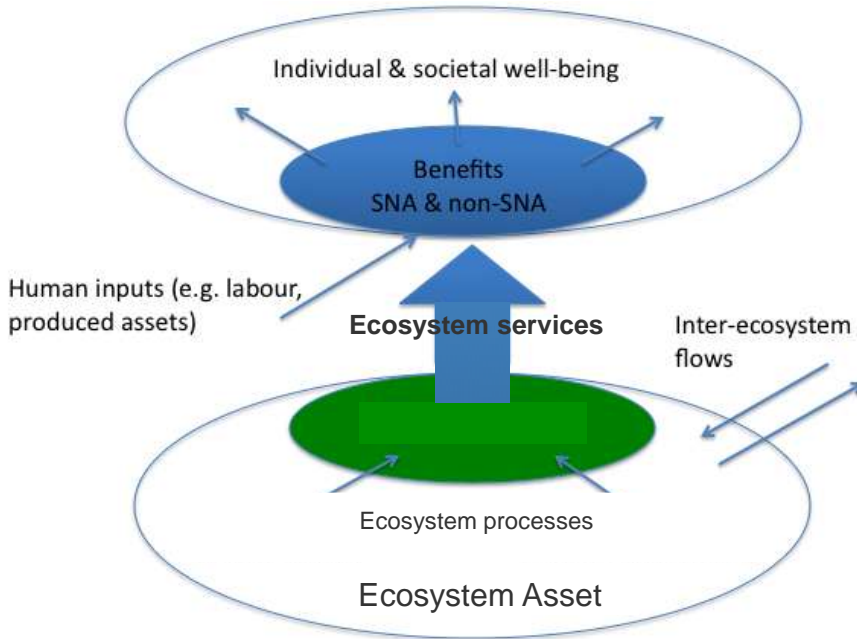 Individual & societal well-being
Benefits
SNA & non-SNA
Human inputs (e.g. labour,
produced assets)
Ecosystem services
Inter-ecosystem
flows
Ecosystem processes
Ecosystem Asset